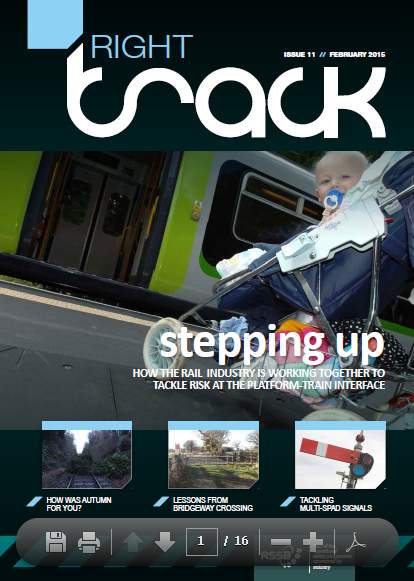 RIGHT
track
ISSUE 11 // FEBRUARY 2015
stepping up
HOW THE RAIL INDUSTRY IS WORKING TOGETHER TO
TACKLE RISK AT THE PLATFORM-TRAIN INTERFACE
HOW WAS AUTUMN
FOR YOU?
LESSONS FROM
BRIDGEWAY CROSSING
TACKLING
MULTI-SPAD SIGNALS
1 / 16
RSSB
industry